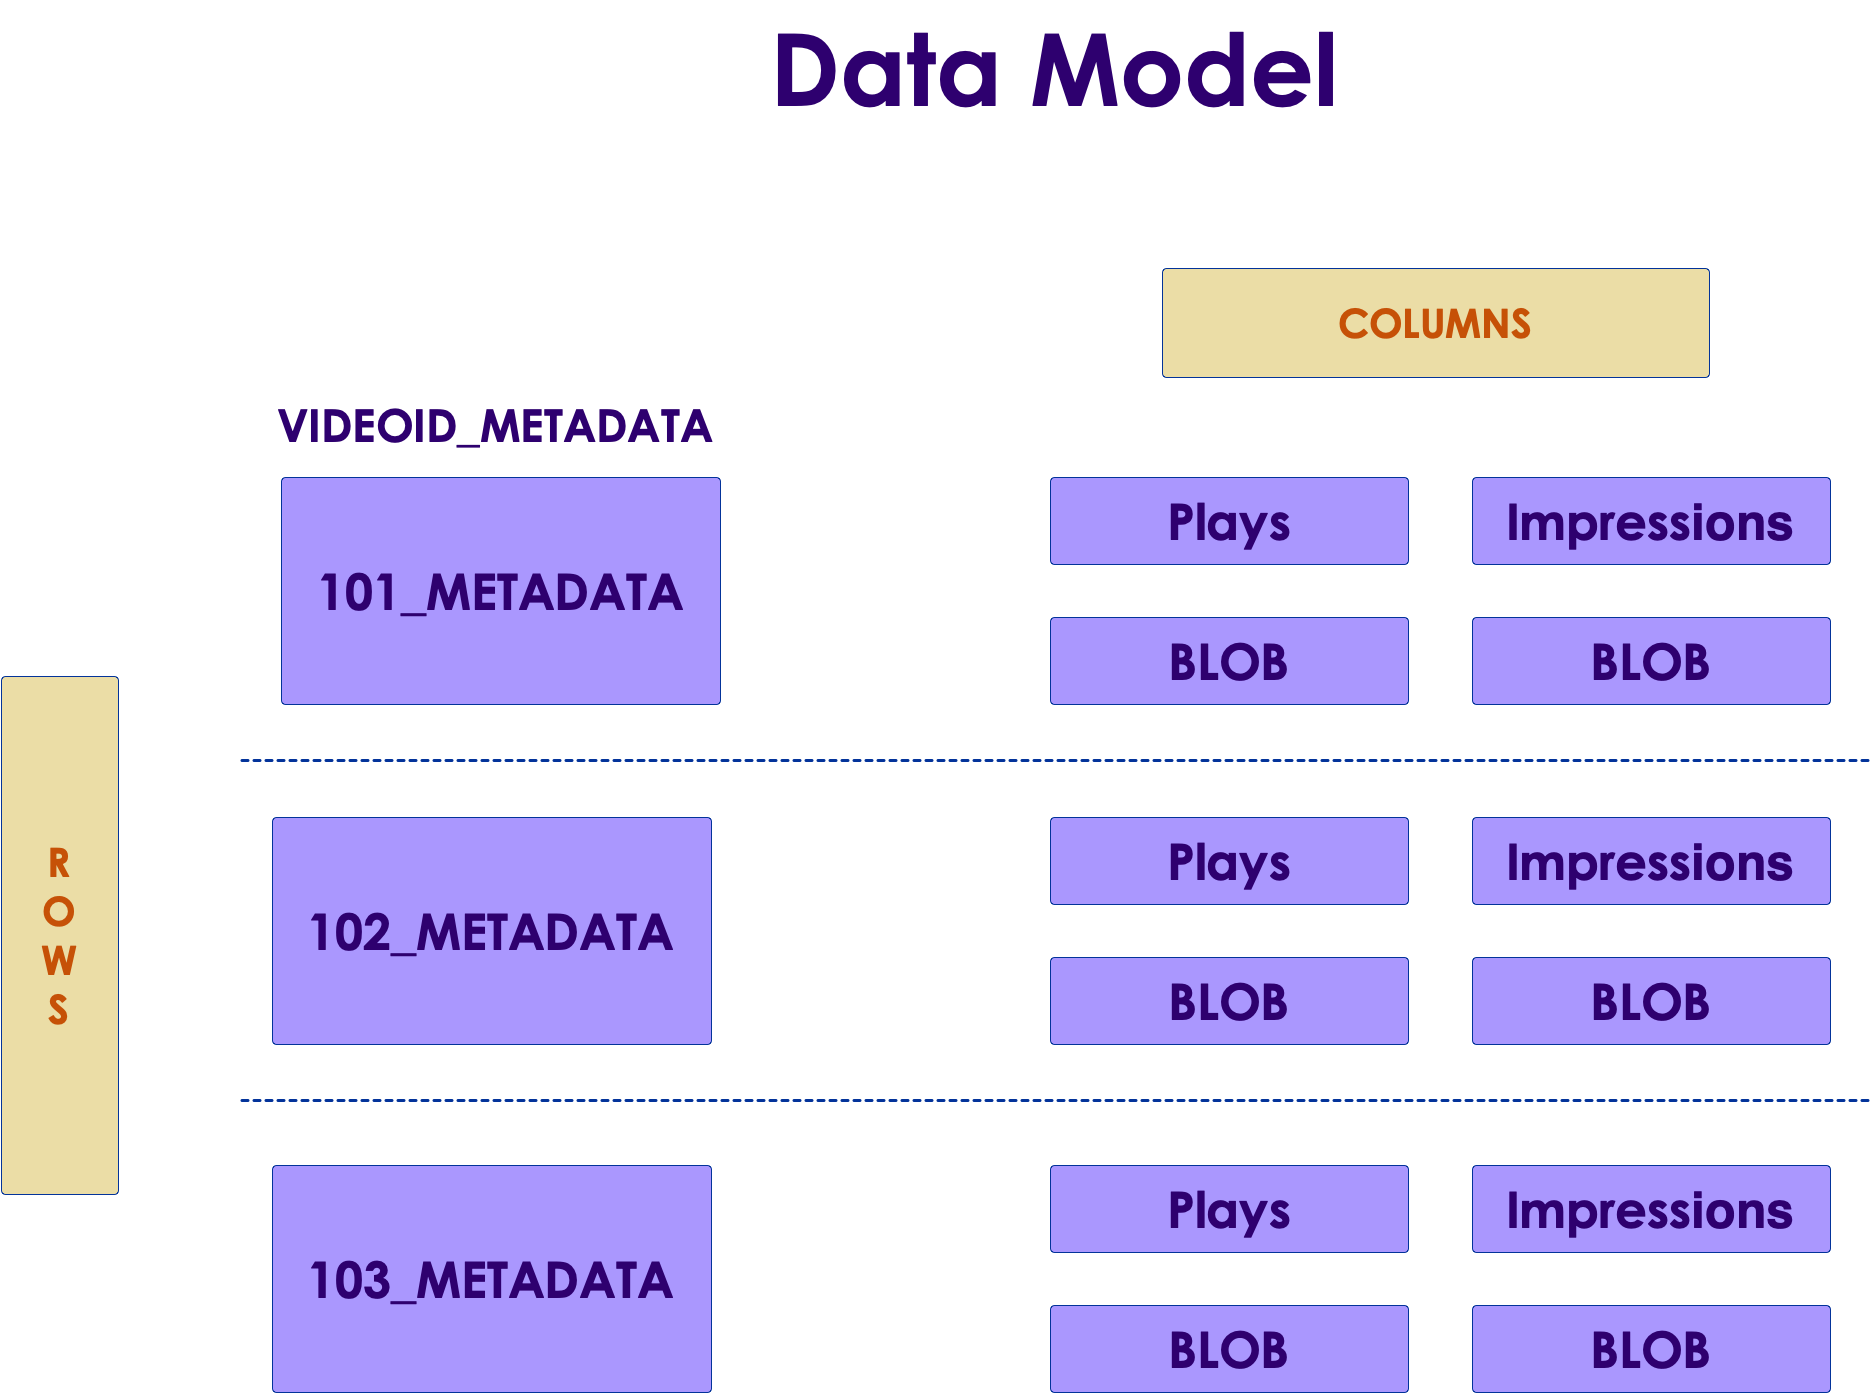 Data Model
COLUMNS
VIDEOID_METADATA
101_METADATA
Plays
Impressions
BLOB
BLOB
R
O
W
S
102_METADATA
Plays
Impressions
BLOB
BLOB
103_METADATA
Plays
Impressions
BLOB
BLOB